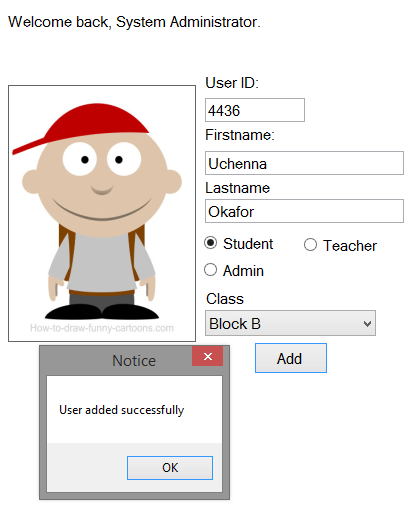 Welcome back, System Administrator.
User ID:
4436
Firstname:
Uchenna
Lastname
Okafor
Student
Teacher
Admin
Class
Block B
How-to-draw-funny-cartoons.com
Add
Notice
User added successfully
OK